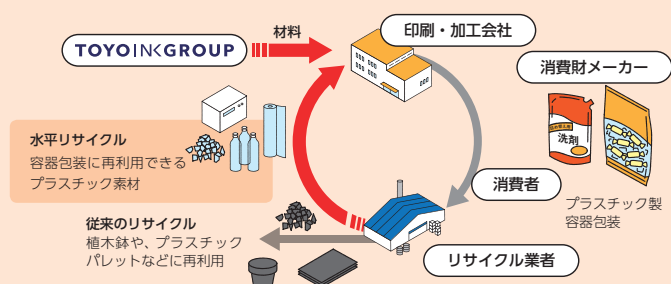 TOYOINKGROUP
材料
印刷・加工会社
消費財メーカー
洗剤
プラスチック製
容器包装
消費者
リサイクル業者
水平リサイクル
容器包装に再利用できる
プラスチック素材
従来のリサイクル
植木鉢や、プラスチック
パレットなどに再利用